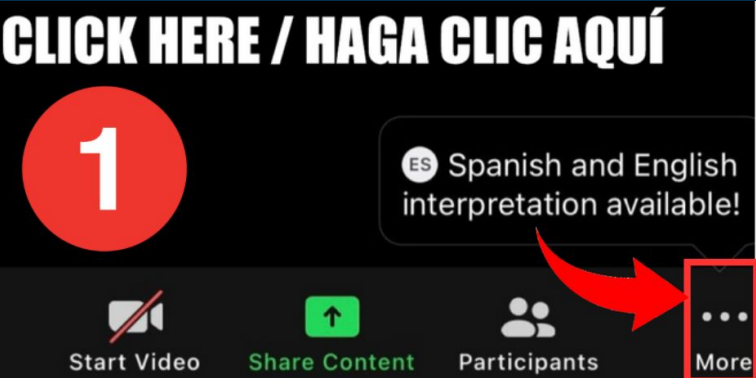 CLICK HERE / HAGA CLIC AQUÍ
1
ES Spanish and English
interpretation available!
Start Video
Share Content
Participants
More